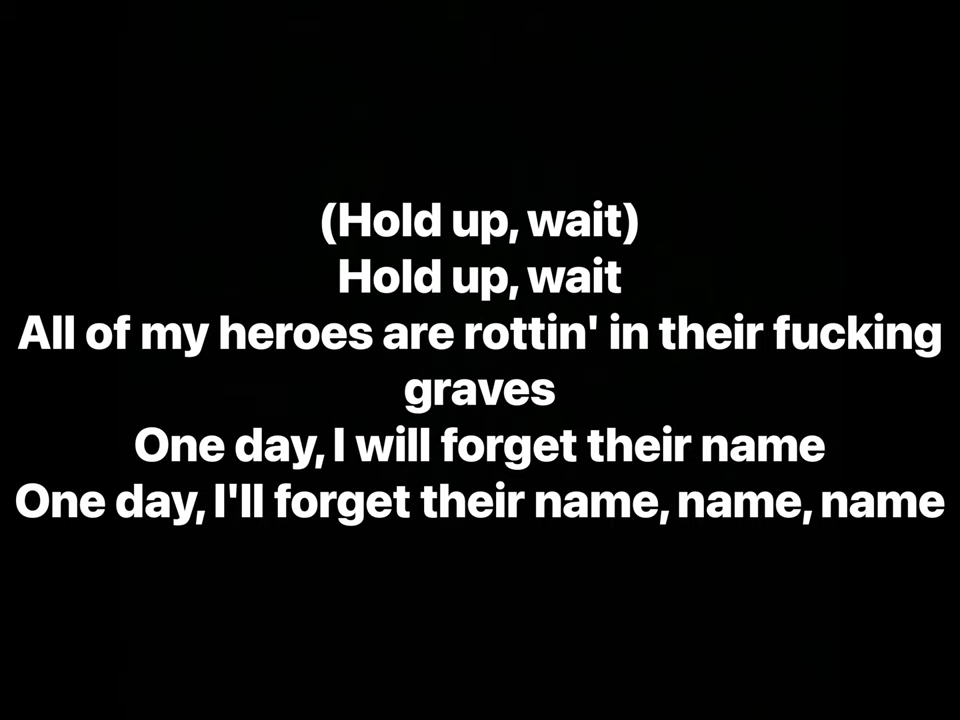 (Hold up, wait)
Hold up, wait
All of my heroes are rottin' in their fucking
graves
One day, I will forget their name
One day, I'll forget their name, name, name